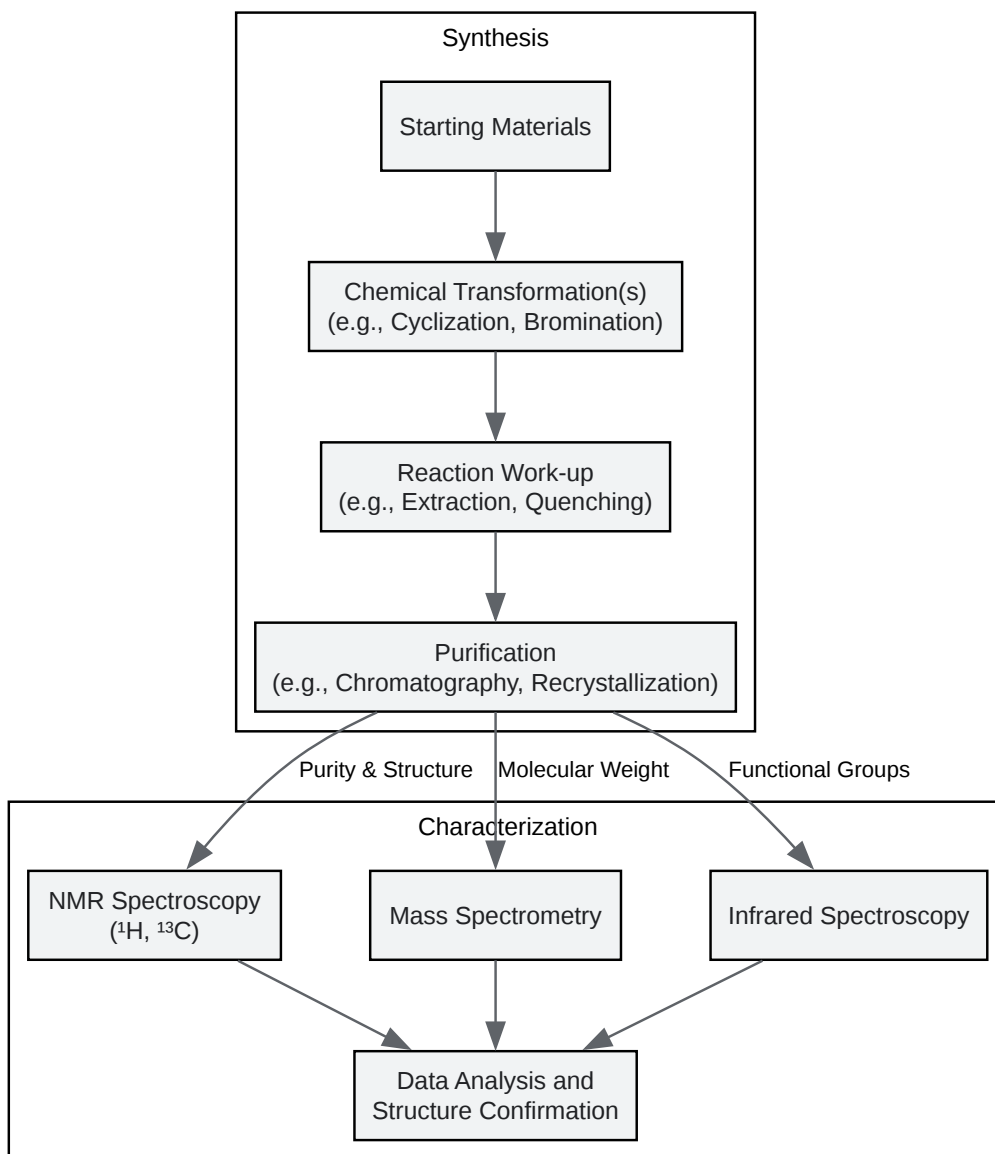 Synthesis
Starting Materials
Chemical Transformation(s)
(e.g., Cyclization, Bromination)
Reaction Work-up
(e.g., Extraction, Quenching)
Purification
(e.g., Chromatography, Recrystallization)
Purity & Structure
Molecular Weight
Functional Groups
Characterization
NMR Spectroscopy
(¹H, ¹³C)
Mass Spectrometry
Infrared Spectroscopy
Data Analysis and
Structure Confirmation